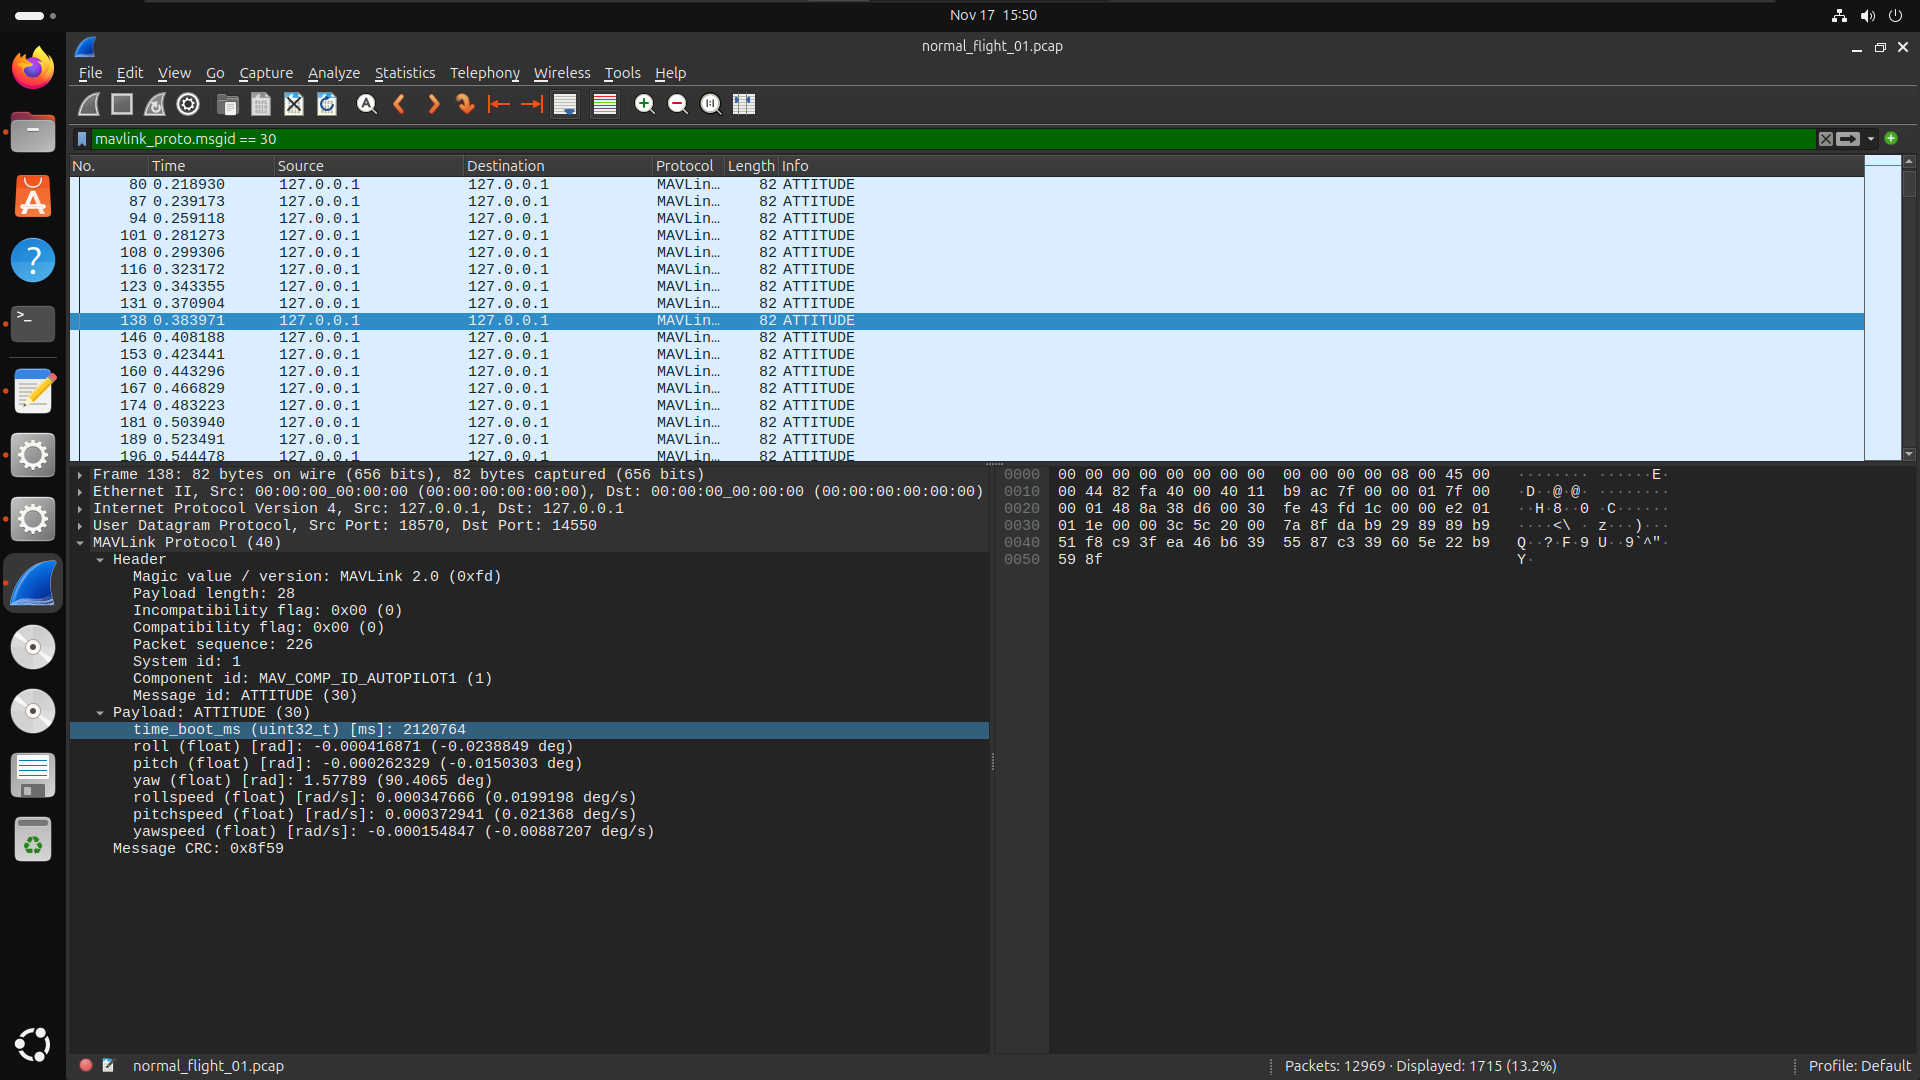 Nov 17 15:50
normal_flight_01.pcap
File Edit View Go Capture Analyze Statistics Telephony Wireless Tools Help
mavlink_proto.msgid == 30
No. Time Source Destination Protocol Length Info
80 0.218930 127.0.0.1 127.0.0.1 MAVLin… 82 ATTITUDE
87 0.239173 127.0.0.1 127.0.0.1 MAVLin… 82 ATTITUDE
94 0.259118 127.0.0.1 127.0.0.1 MAVLin… 82 ATTITUDE
101 0.281273 127.0.0.1 127.0.0.1 MAVLin… 82 ATTITUDE
108 0.299306 127.0.0.1 127.0.0.1 MAVLin… 82 ATTITUDE
116 0.323172 127.0.0.1 127.0.0.1 MAVLin… 82 ATTITUDE
123 0.343355 127.0.0.1 127.0.0.1 MAVLin… 82 ATTITUDE
131 0.370904 127.0.0.1 127.0.0.1 MAVLin… 82 ATTITUDE
138 0.383971 127.0.0.1 127.0.0.1 MAVLin… 82 ATTITUDE
146 0.408188 127.0.0.1 127.0.0.1 MAVLin… 82 ATTITUDE
153 0.423441 127.0.0.1 127.0.0.1 MAVLin… 82 ATTITUDE
160 0.443296 127.0.0.1 127.0.0.1 MAVLin… 82 ATTITUDE
167 0.466829 127.0.0.1 127.0.0.1 MAVLin… 82 ATTITUDE
174 0.483223 127.0.0.1 127.0.0.1 MAVLin… 82 ATTITUDE
181 0.503940 127.0.0.1 127.0.0.1 MAVLin… 82 ATTITUDE
189 0.523491 127.0.0.1 127.0.0.1 MAVLin… 82 ATTITUDE
196 0.544478 127.0.0.1 127.0.0.1 MAVLin… 82 ATTITUDE
Frame 138: 82 bytes on wire (656 bits), 82 bytes captured (656 bits)
Ethernet II, Src: 00:00:00_00:00:00 (00:00:00:00:00:00), Dst: 00:00:00_00:00:00 (00:00:00:00:00:00)
Internet Protocol Version 4, Src: 127.0.0.1, Dst: 127.0.0.1
User Datagram Protocol, Src Port: 18570, Dst Port: 14550
MAVLink Protocol (40)
Header
Magic value / version: MAVLink 2.0 (0xfd)
Payload length: 28
Incompatibility flag: 0x00 (0)
Compatibility flag: 0x00 (0)
Packet sequence: 226
System id: 1
Component id: MAV_COMP_ID_AUTOPILOT1 (1)
Message id: ATTITUDE (30)
Payload: ATTITUDE (30)
time_boot_ms (uint32_t) [ms]: 2120764
roll (float) [rad]: -0.000416871 (-0.0238849 deg)
pitch (float) [rad]: -0.000262329 (-0.0150303 deg)
yaw (float) [rad]: 1.57789 (90.4065 deg)
rollspeed (float) [rad/s]: 0.000347666 (0.0199198 deg/s)
pitchspeed (float) [rad/s]: 0.000372941 (0.021368 deg/s)
yawspeed (float) [rad/s]: -0.000154847 (-0.00887207 deg/s)
Message CRC: 0x8f59
0000 00 00 00 00 00 00 00 00 00 00 00 00 08 00 45 00 ········ ······E·
0010 00 44 82 fa 40 00 40 11 b9 ac 7f 00 00 01 7f 00 ·D··@·@· ········
0020 00 01 48 8a 38 d6 00 30 fe 43 fd 1c 00 00 e2 01 ··H·8··0 ·C······
0030 01 1e 00 00 3c 5c 20 00 7a 8f da b9 29 89 89 b9 ····<\ · z···)···
0040 51 f8 c9 3f ea 46 b6 39 55 87 c3 39 60 5e 22 b9 Q··?·F·9 U··9`^"·
0050 59 8f Y·
normal_flight_01.pcap
Packets: 12969 · Displayed: 1715 (13.2%)
Profile: Default